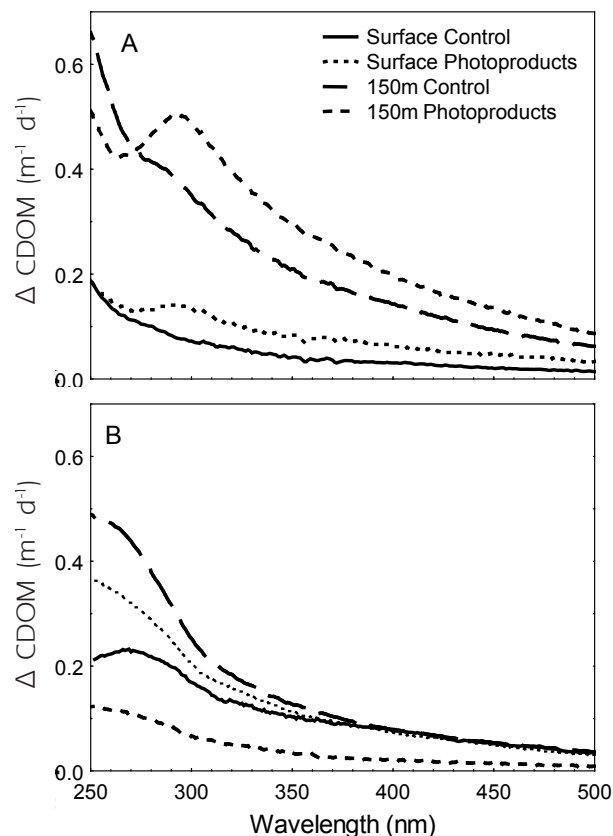 A
Surface Control
Surface Photoproducts
150m Control
150m Photoproducts
0.6
0.4
0.2
0.0
Δ CDOM (m⁻¹ d⁻¹)
B
0.6
0.4
0.2
0.0
Δ CDOM (m⁻¹ d⁻¹)
250 300 350 400 450 500
Wavelength (nm)